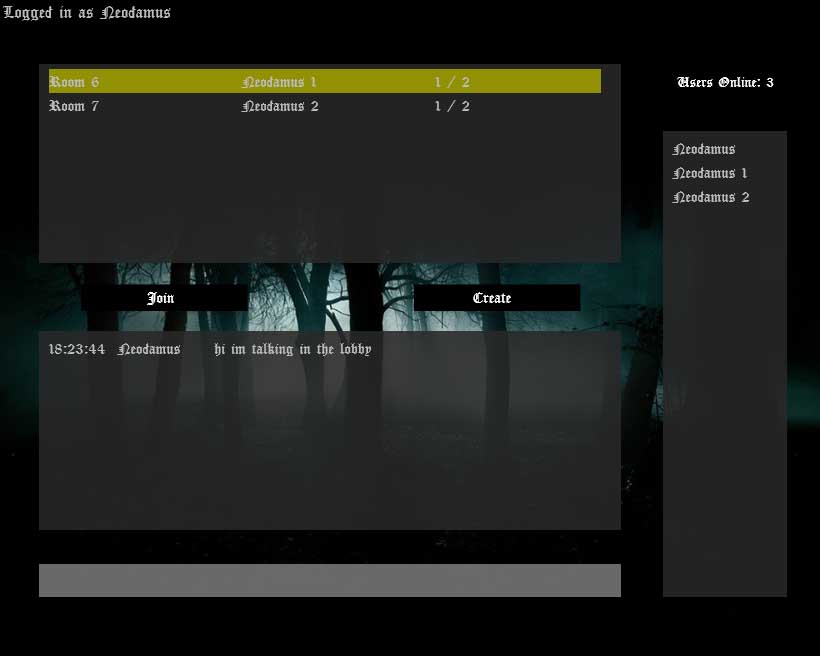 Logged in as Neodamus
Room 6 Neodamus 1 1 / 2
Room 7 Neodamus 2 1 / 2
Users Online: 3
Neodamus
Neodamus 1
Neodamus 2
Join
Create
18:23:44 Neodamus hi im talking in the lobby